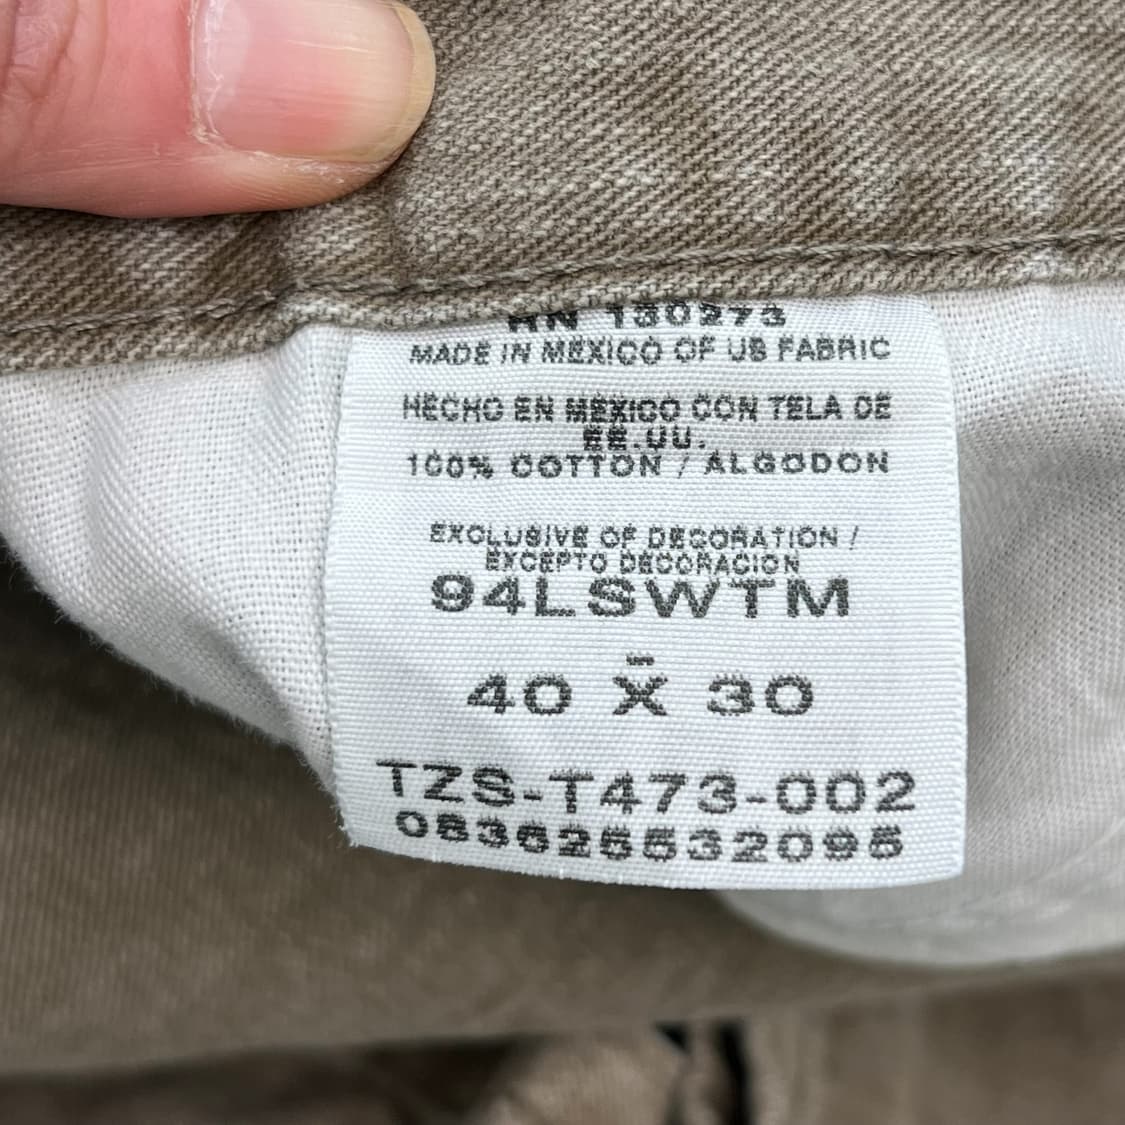 RN 130273
MADE IN MEXICO OF US FABRIC
HECHO EN MEXICO CON TELA DE
EE.UU.
100% COTTON / ALGODON
EXCLUSIVE OF DECORATION /
EXCEPTO DECORACION
94LSWTM
-
40 X 30
TZS-T473-002
083626532095